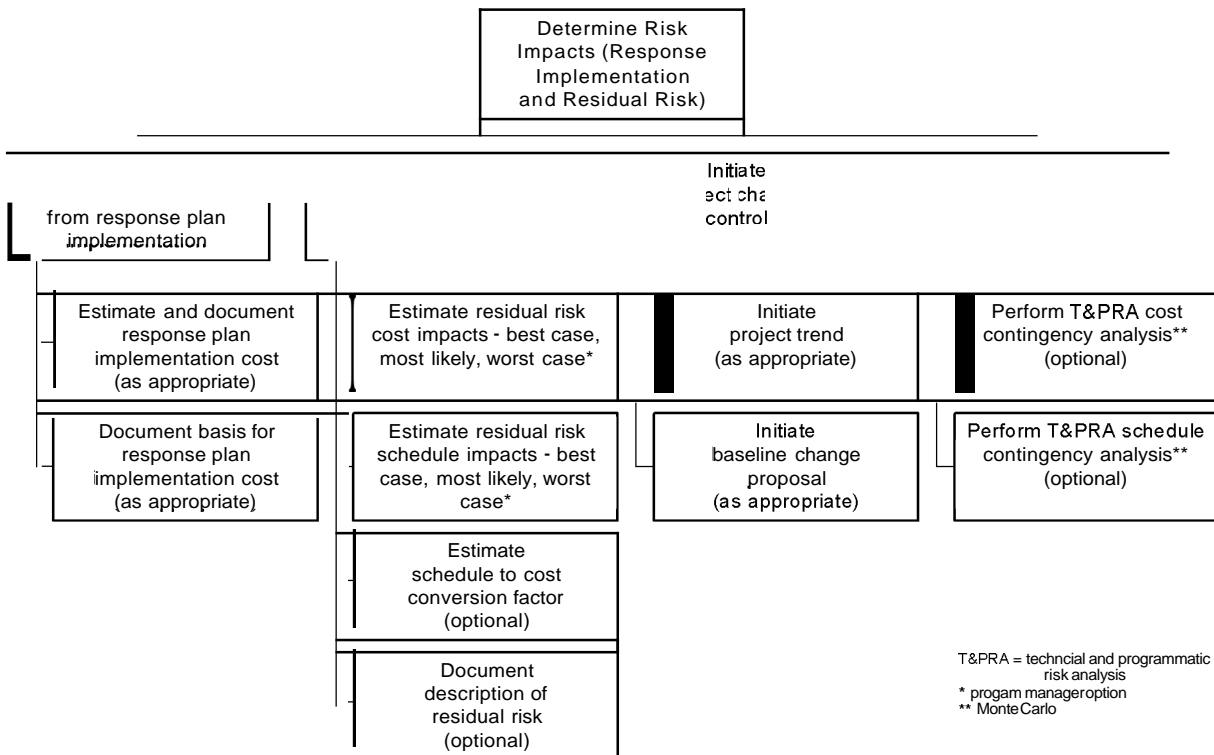 Determine Risk
Impacts (Response
Implementation
and Residual Risk)
from response plan
implementation
Initiate
ect cha
control
Estimate and document
response plan
implementation cost
(as appropriate)
Document basis for
response plan
implementation cost
(as appropriate)
Estimate residual risk
cost impacts - best case,
most likely, worst case*
Estimate residual risk
schedule impacts - best
case, most likely, worst
case*
Estimate
schedule to cost
conversion factor
(optional)
Document
description of
residual risk
(optional)
Initiate
project trend
(as appropriate)
Initiate
baseline change
proposal
(as appropriate)
Perform T&PRA cost
contingency analysis**
(optional)
Perform T&PRA schedule
contingency analysis**
(optional)
T&PRA = techncial and programmatic
risk analysis
* progam manager option
** Monte Carlo